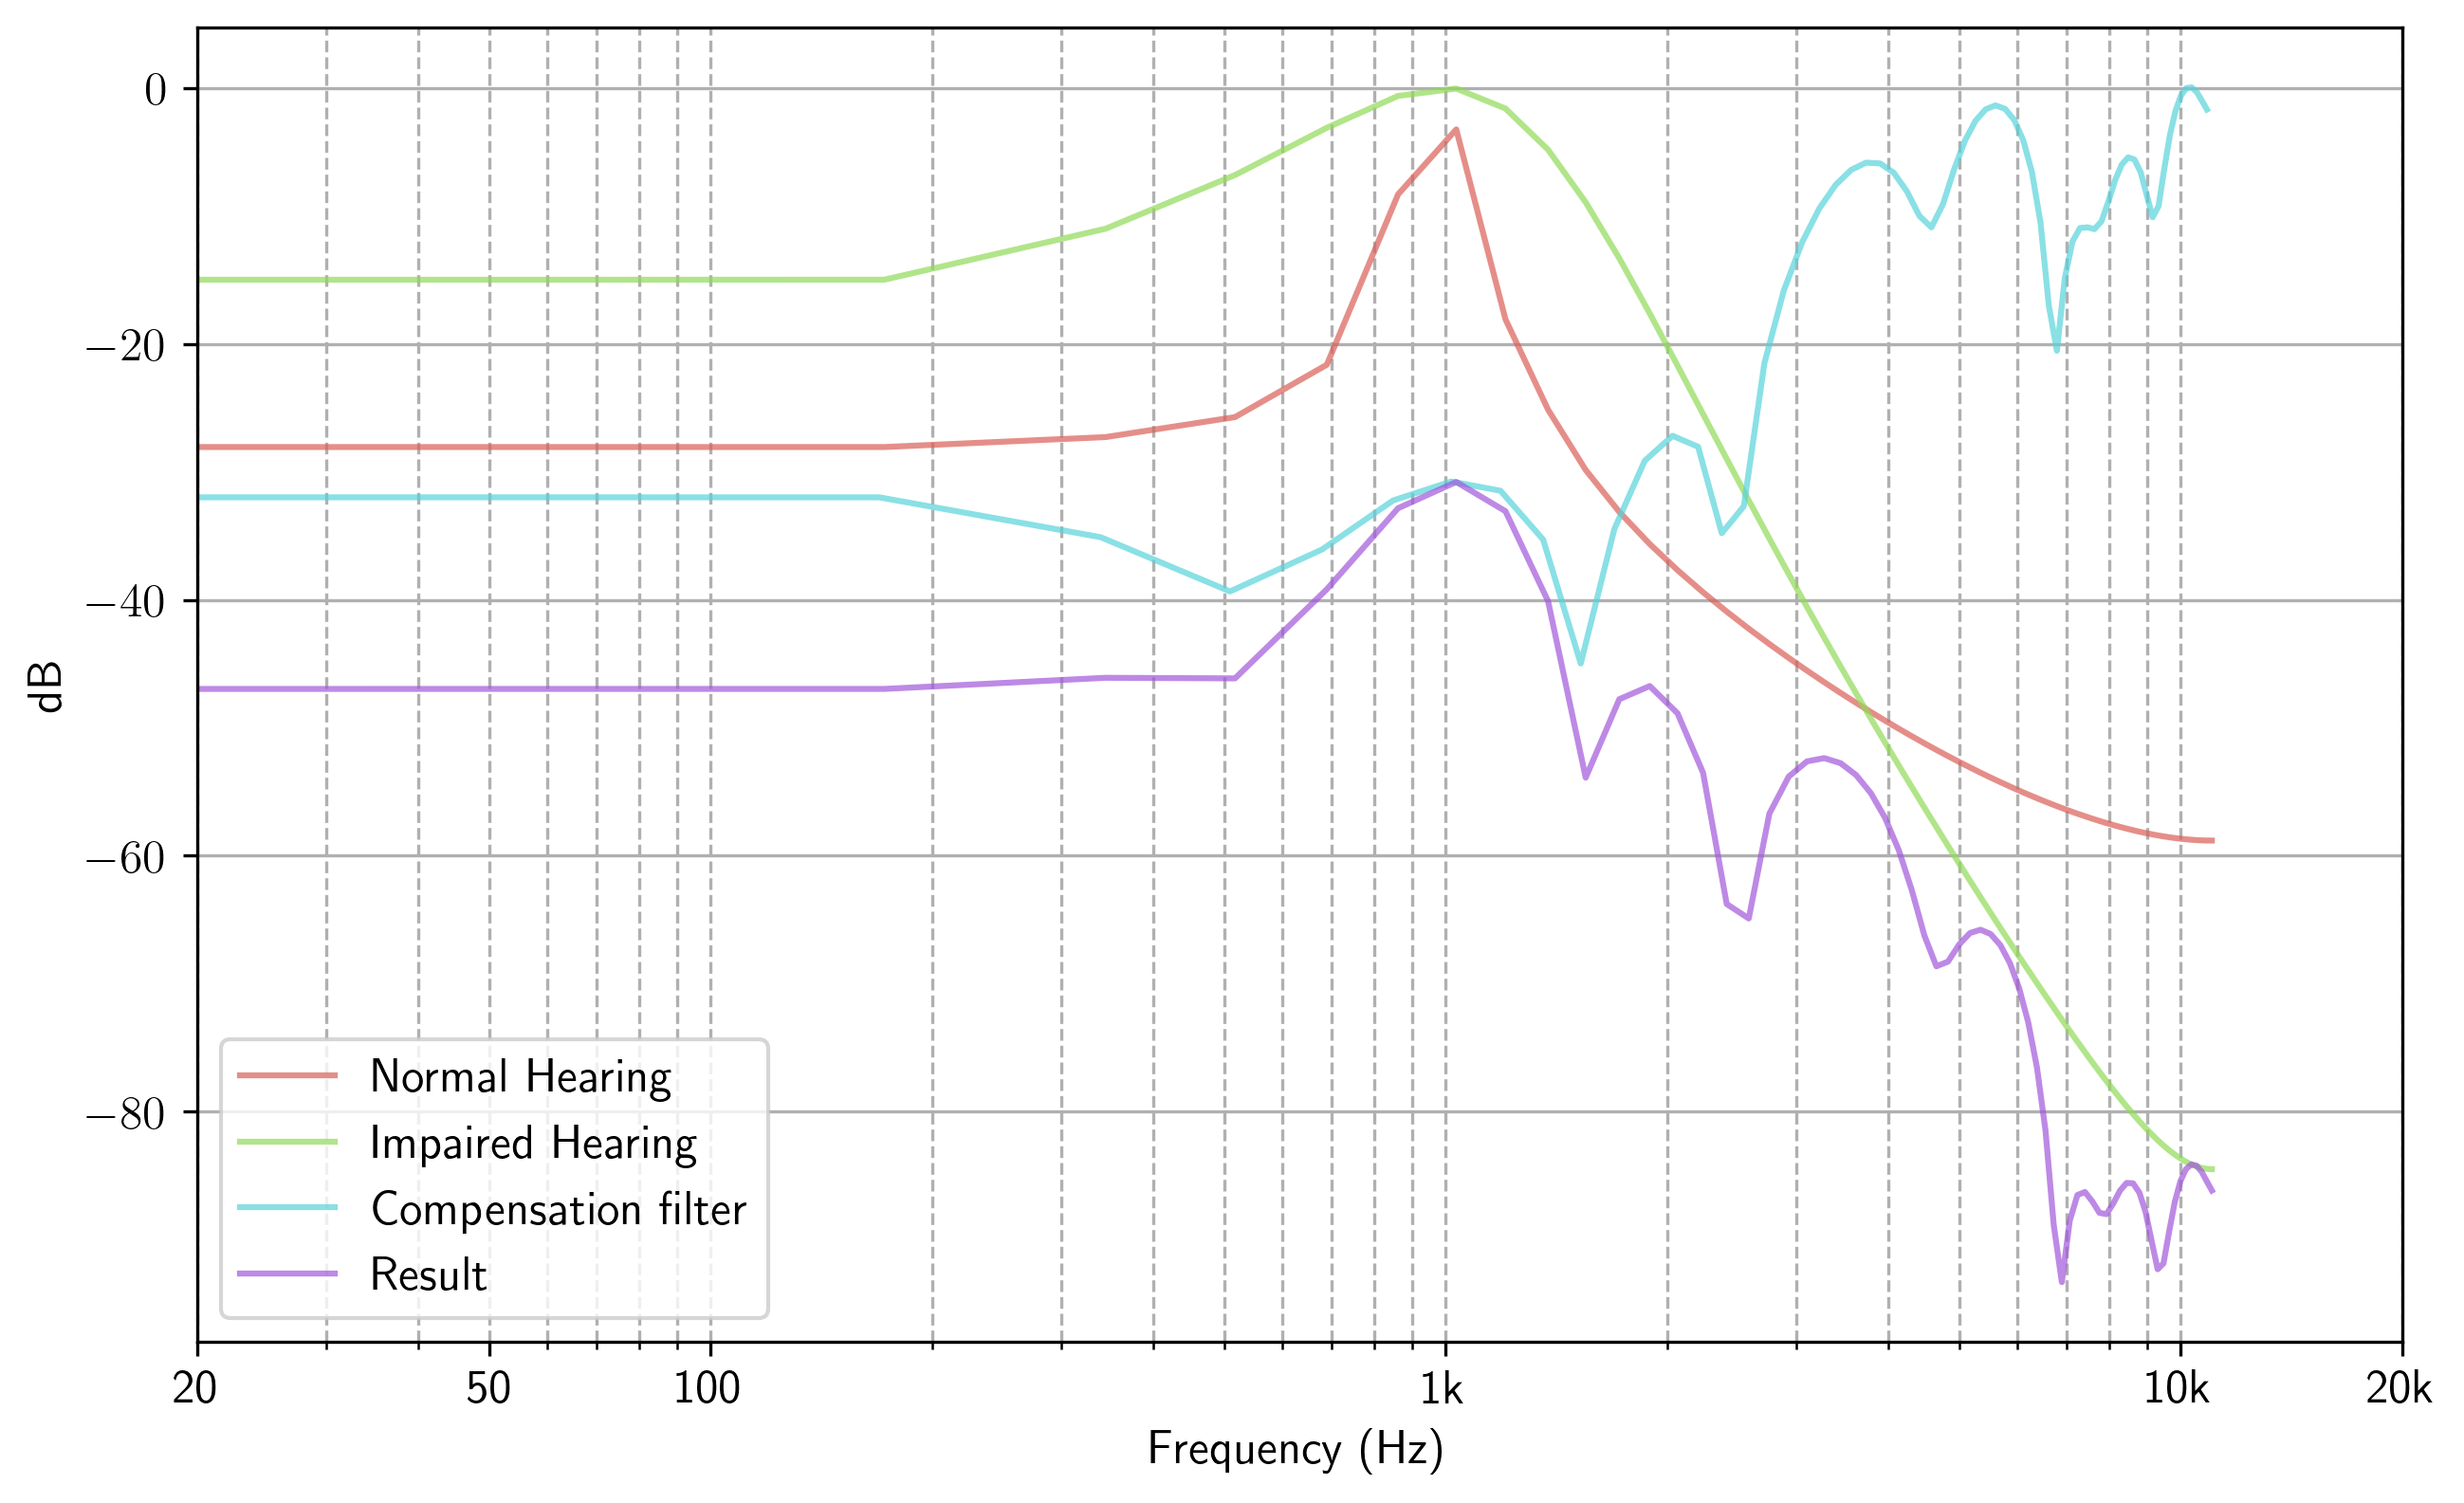 0
−20
−40
−60
−80
dB
Normal Hearing
Impaired Hearing
Compensation filter
Result
20 50 100 1k 10k 20k
Frequency (Hz)